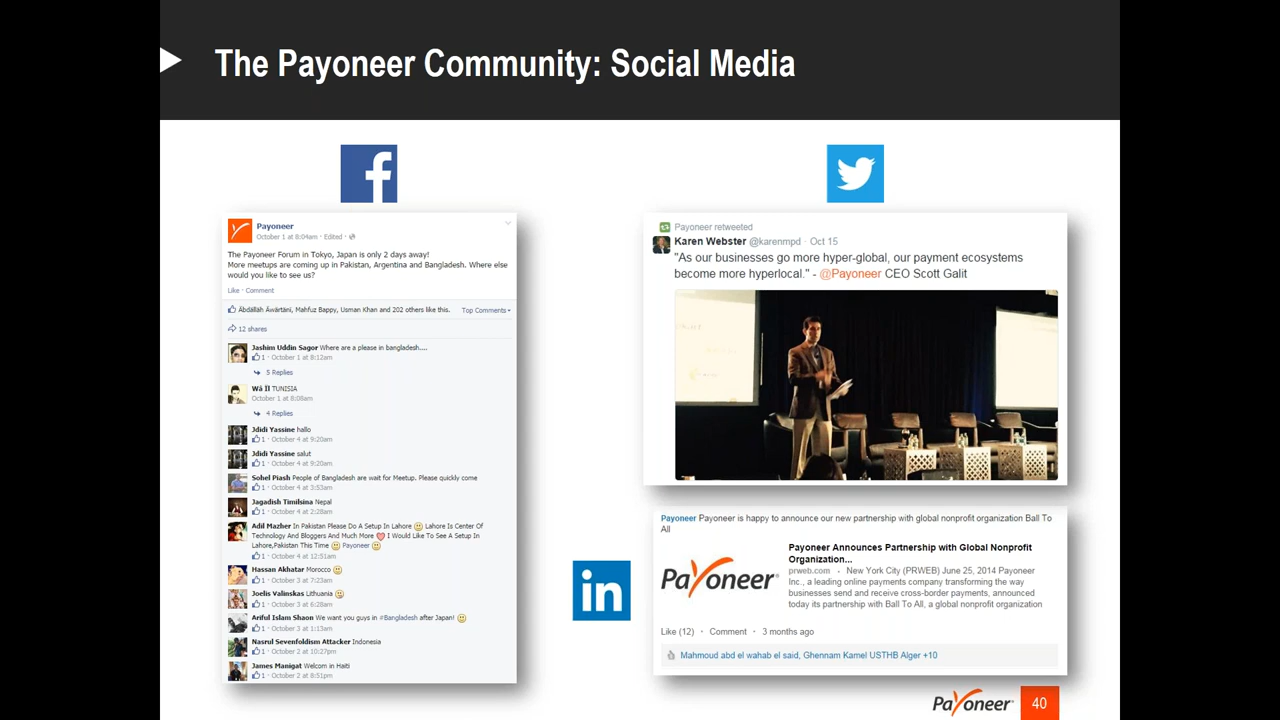 The Payoneer Community: Social Media
Payoneer
October 1 at 8:04am · Edited ·
The Payoneer Forum in Tokyo, Japan is only 2 days away!
More meetups are coming up in Pakistan, Argentina and Bangladesh. Where else
would you like to see us?
Like · Comment
Äbdállàh Äwártàni, Mahfuz Bappy, Usman Khan and 202 others like this.
Top Comments
12 shares
Jashim Uddin Sagor Where are a please in bangladesh....
1 · October 1 at 8:12am
5 Replies
Wâ Îl TUNISIA
October 1 at 8:08am
4 Replies
Jdidi Yassine hallo
1 · October 4 at 9:20am
Jdidi Yassine salut
1 · October 4 at 9:20am
Sohel Piash People of Bangladesh are wait for Meetup. Please quickly come
1 · October 4 at 3:53am
Jagadish Timilsina Nepal
1 · October 4 at 2:28am
Adil Mazher In Pakistan Please Do A Setup In Lahore Lahore Is Center Of
Technology And Bloggers And Much More I Would Like To See A Setup In
Lahore,Pakistan This Time Payoneer
1 · October 4 at 12:51am
Hassan Akhatar Morocco
1 · October 3 at 7:23am
Joelis Valinskas Lithuania
1 · October 3 at 6:28am
Ariful Islam Shaon We want you guys in #Bangladesh after Japan!
1 · October 3 at 1:13am
Nasrul Sevenfoldism Attacker Indonesia
1 · October 2 at 10:27pm
James Manigat Welcom in Haiti
1 · October 2 at 8:51pm
Payoneer retweeted
Karen Webster @karenmpd · Oct 15
"As our businesses go more hyper-global, our payment ecosystems
become more hyperlocal." - @Payoneer CEO Scott Galit
in
Payoneer Payoneer is happy to announce our new partnership with global nonprofit organization Ball To
All
Payoneer
Payoneer Announces Partnership with Global Nonprofit
Organization...
prweb.com · New York City (PRWEB) June 25, 2014 Payoneer
Inc., a leading online payments company transforming the way
businesses send and receive cross-border payments, announced
today its partnership with Ball To All, a global nonprofit organization
Like (12) · Comment · 3 months ago
Mahmoud abd el wahab el said, Ghennam Kamel USTHB Alger +10
Payoneer
40